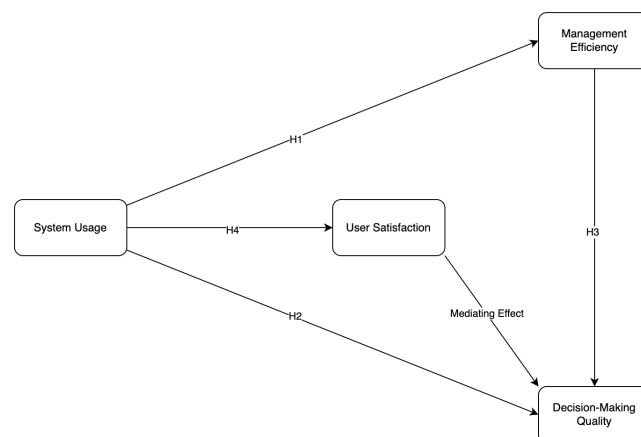 Management
Efficiency
H1
System Usage
H4
User Satisfaction
H3
Mediating Effect
H2
Decision-Making
Quality